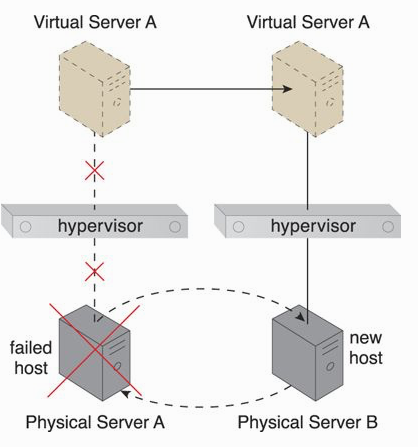 Virtual Server A
Virtual Server A
hypervisor
hypervisor
failed
host
new
host
Physical Server A
Physical Server B